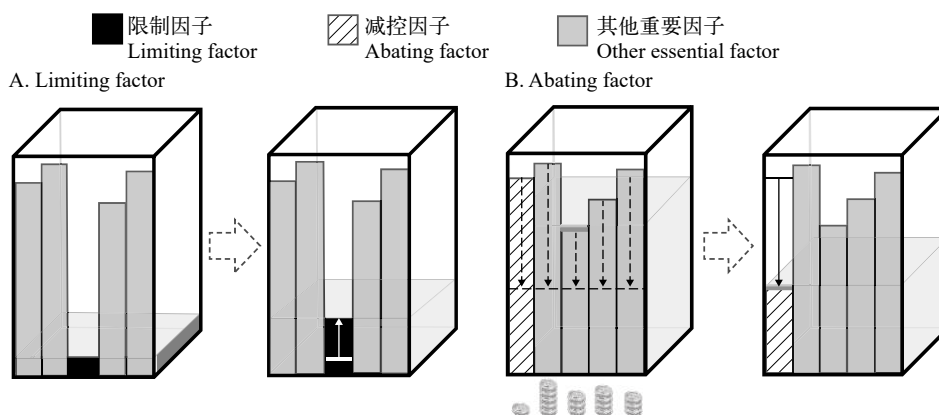 限制因子
Limiting factor
减控因子
Abating factor
其他重要因子
Other essential factor
A. Limiting factor
B. Abating factor